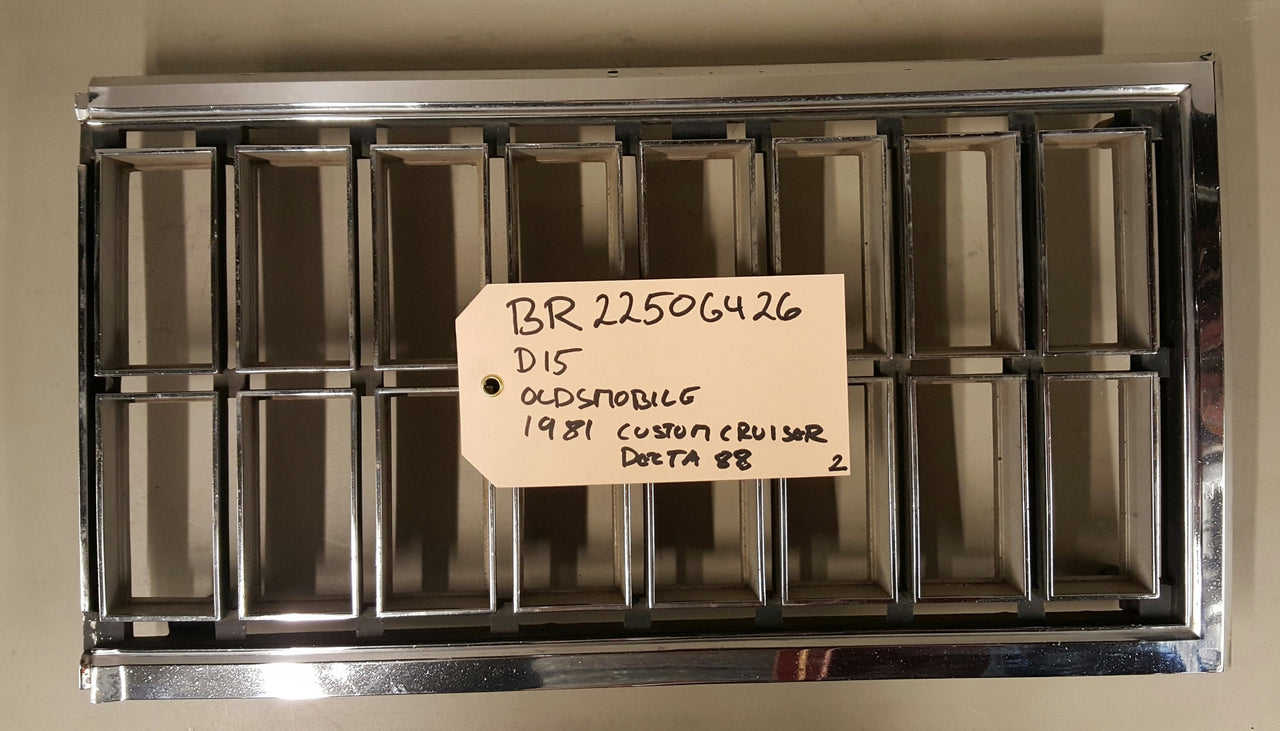 BR 22506426
D15
OLDSMOBILE
1981 CUSTOM CRUISER
DELTA 88
2